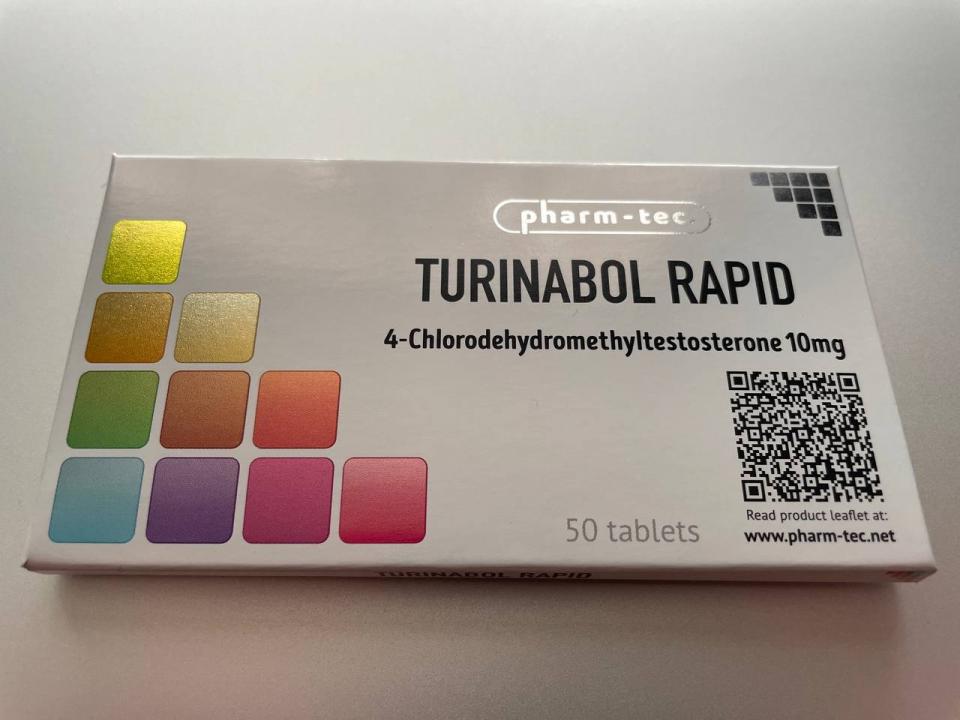 pharm-tec
TURINABOL RAPID
4-Chlorodehydromethyltestosterone 10mg
50 tablets
Read product leaflet at:
www.pharm-tec.net
TURINABOL RAPID